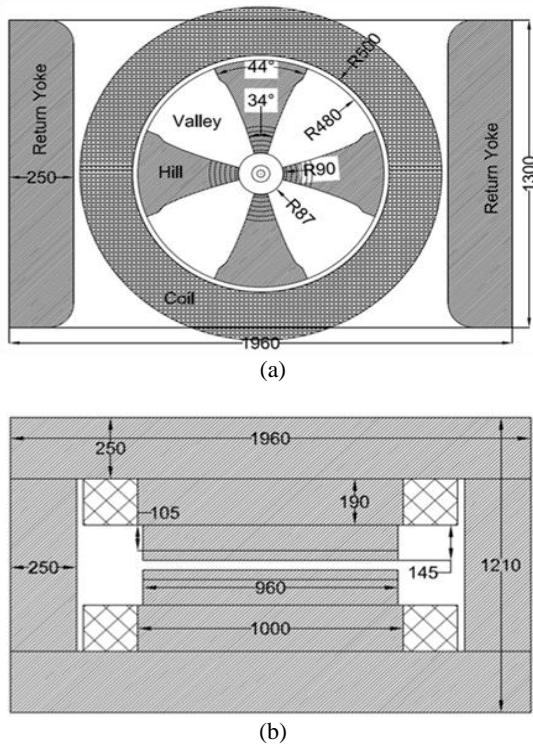 44°
R500
34°
Return Yoke
Valley
R480
250
Hill
R90
R87
1300
Return Yoke
Coil
1960
(a)
1960
250
190
105
250
145
1210
960
1000
(b)